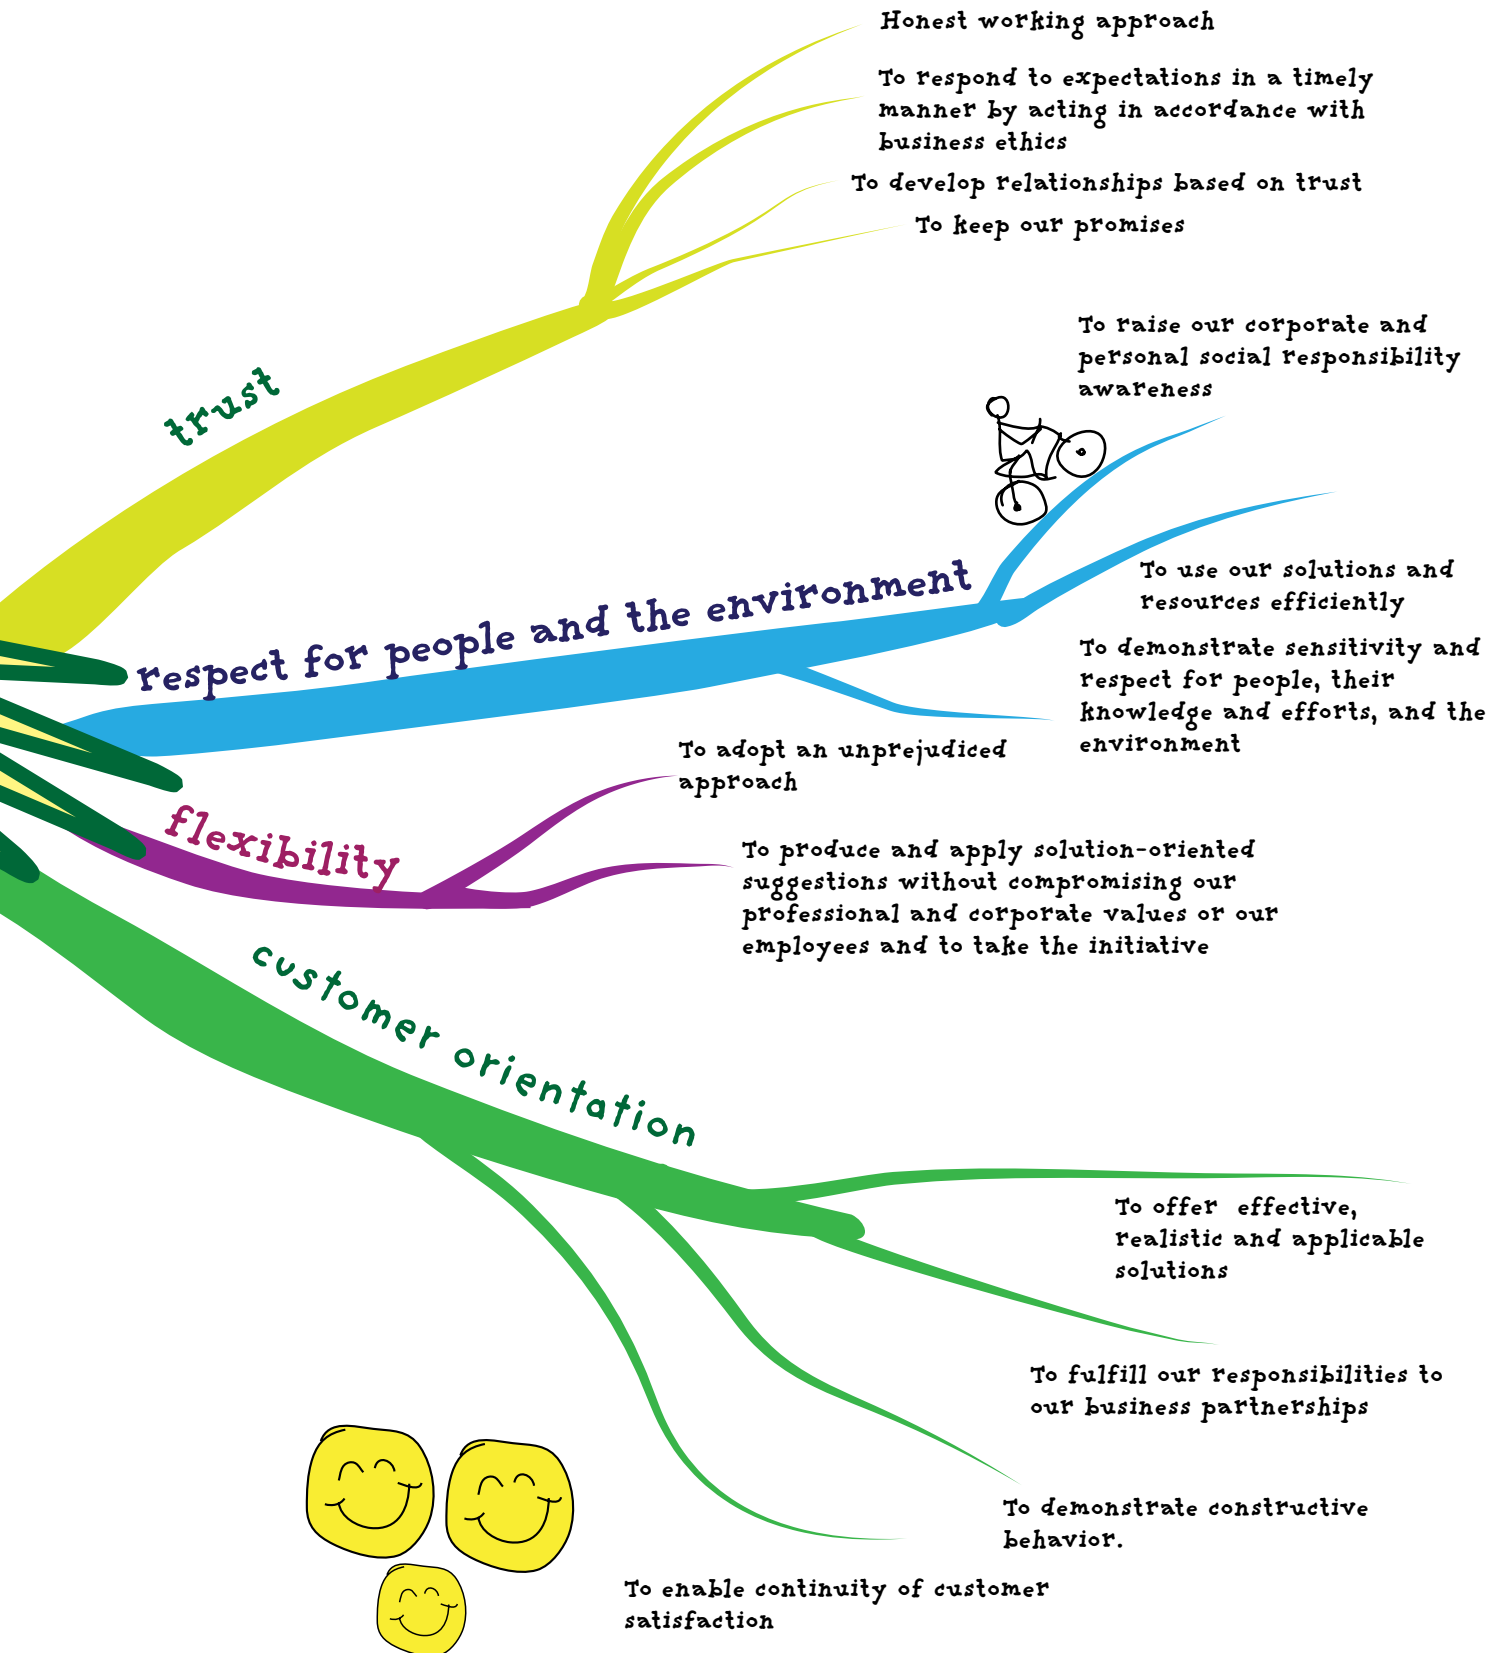 Honest working approach
To respond to expectations in a timely
manner by acting in accordance with
business ethics
To develop relationships based on trust
To keep our promises
trust
To raise our corporate and
personal social responsibility
awareness
respect for people and the environment
To use our solutions and
resources efficiently
To demonstrate sensitivity and
respect for people, their
knowledge and efforts, and the
environment
To adopt an unprejudiced
approach
flexibility
To produce and apply solution-oriented
suggestions without compromising our
professional and corporate values or our
employees and to take the initiative
customer orientation
To offer  effective,
realistic and applicable
solutions
To fulfill our responsibilities to
our business partnerships
To demonstrate constructive
behavior.
To enable continuity of customer
satisfaction